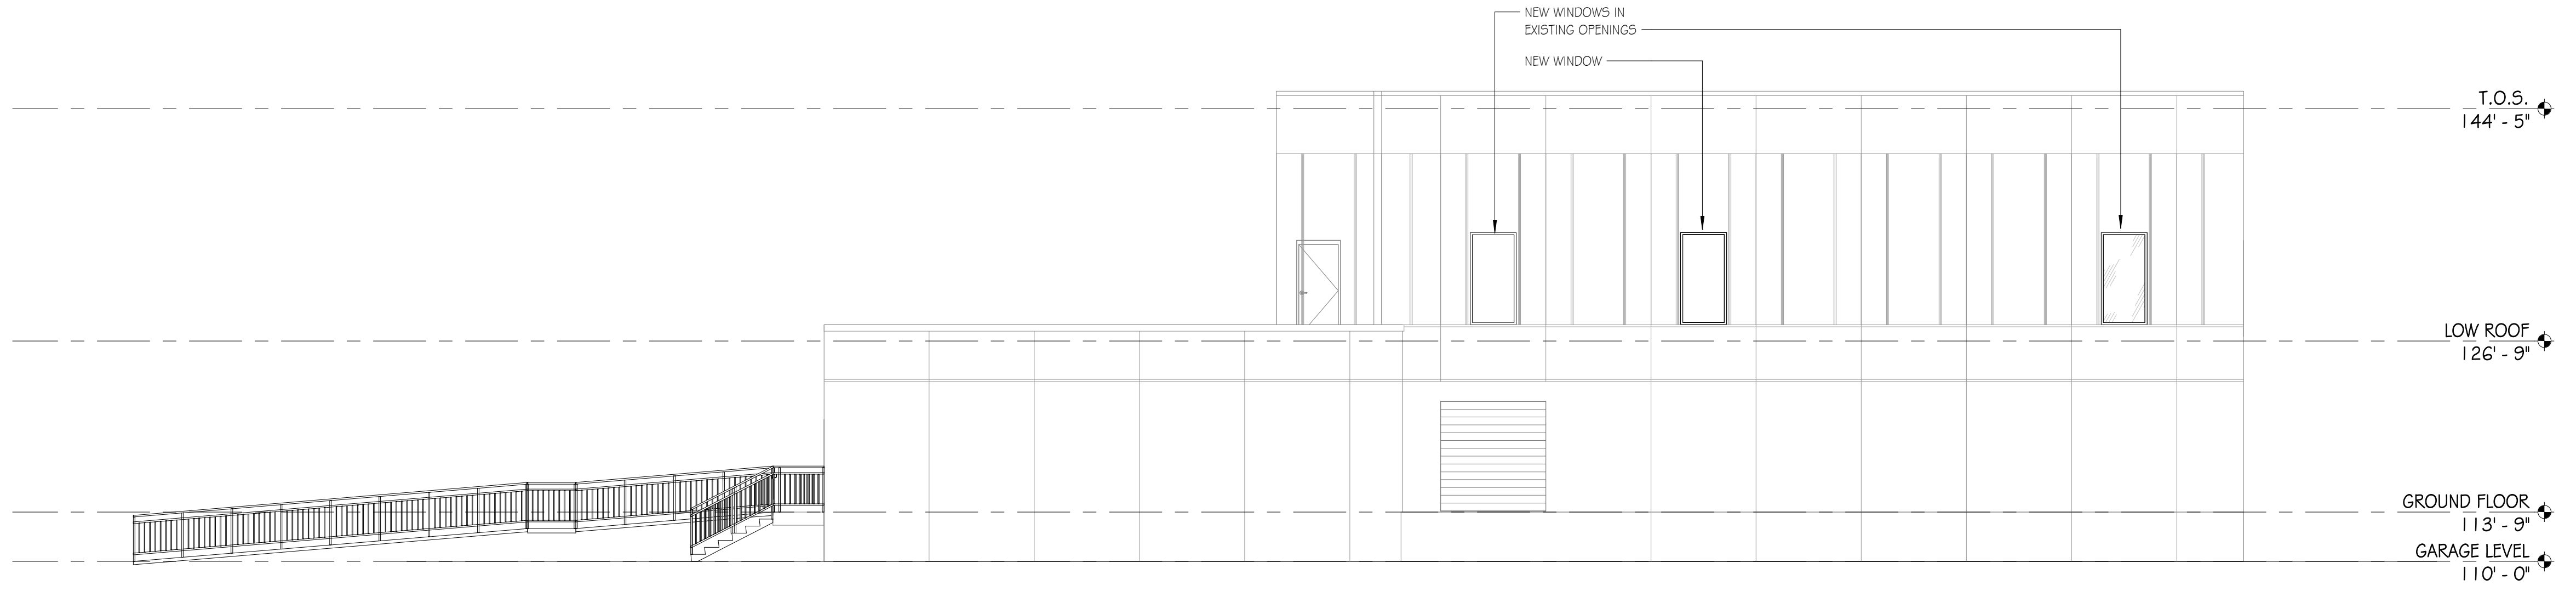 NEW WINDOWS IN
EXISTING OPENINGS
NEW WINDOW
T.O.S.
144' - 5"
LOW ROOF
126' - 9"
GROUND FLOOR
113' - 9"
GARAGE LEVEL
110' - 0"